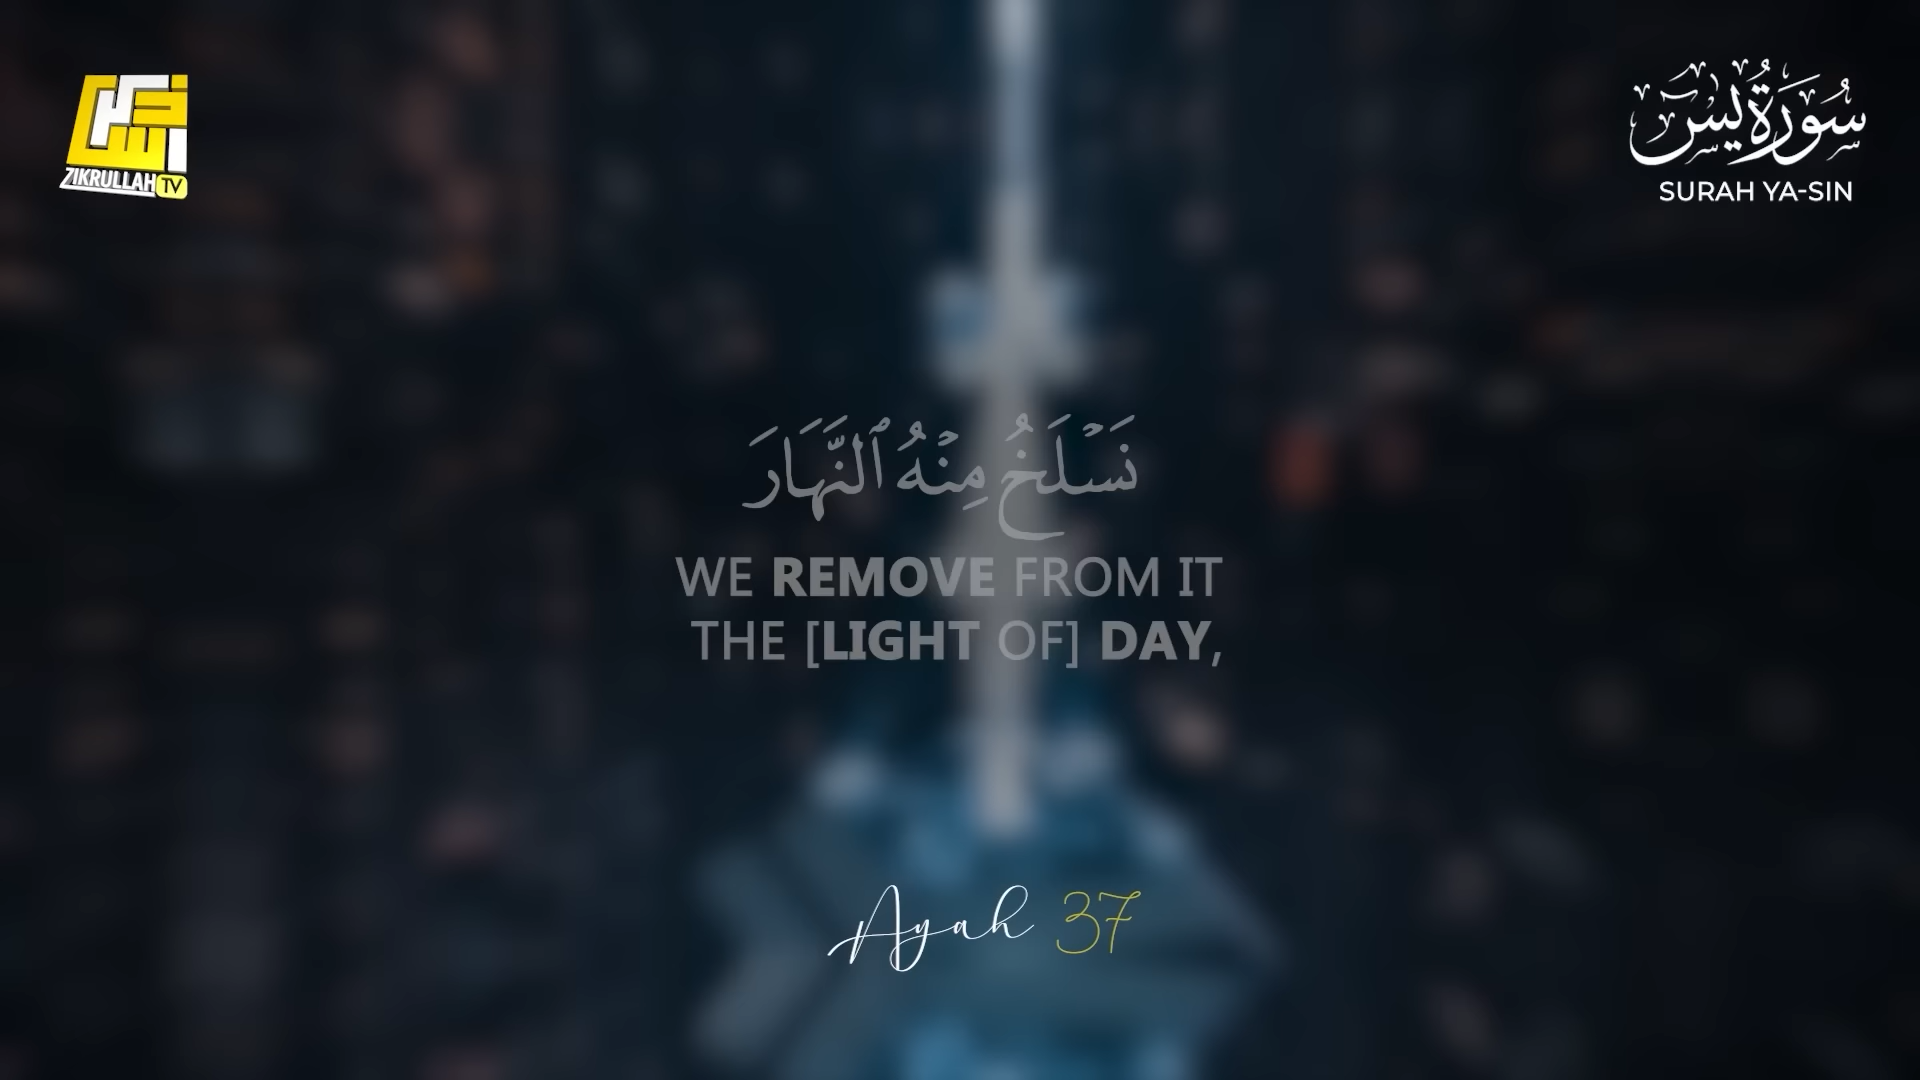 ZIKRULLAH TV
سُورَةُ يسٓ
SURAH YA-SIN
نَسۡلَخُ مِنۡهُ ٱلنَّهَارَ
WE REMOVE FROM IT
THE [LIGHT OF] DAY,
Ayah 37